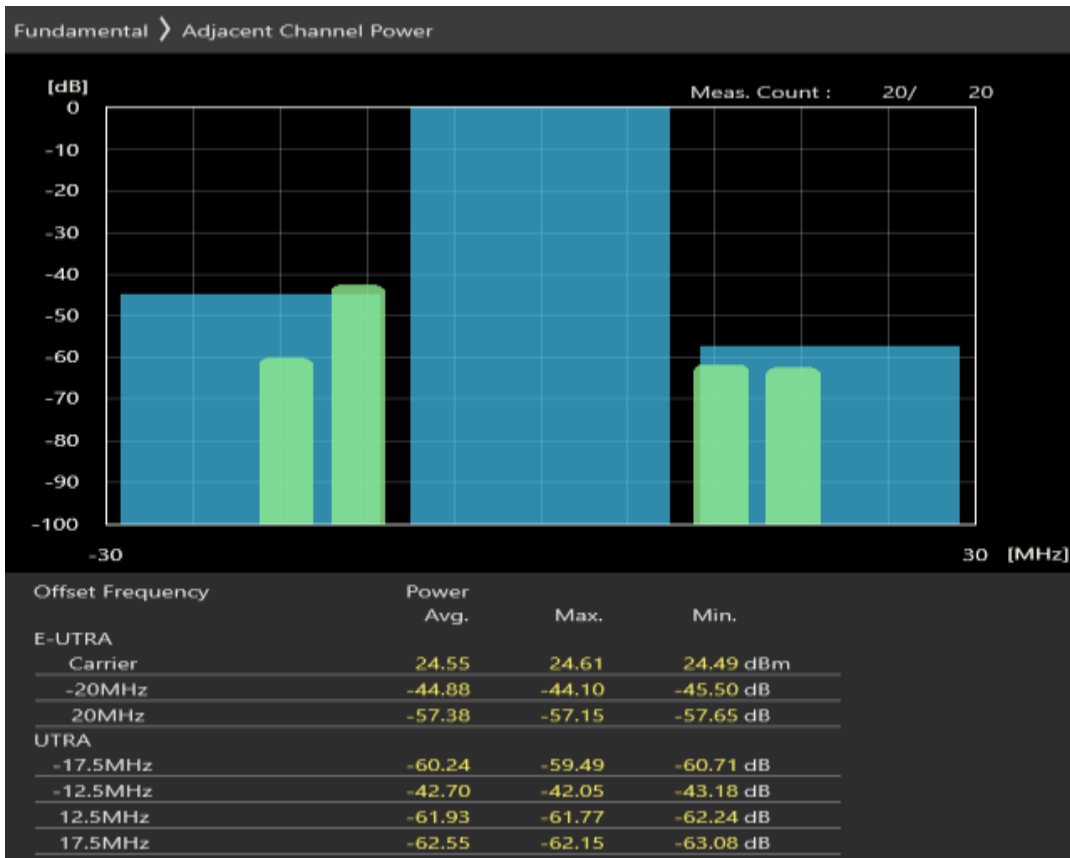 Fundamental 〉 Adjacent Channel Power
[dB]
Meas. Count : 20/ 20
0
-10
-20
-30
-40
-50
-60
-70
-80
-90
-100
-30 30 [MHz]
Offset Frequency Power
Avg. Max. Min.
E-UTRA
Carrier 24.55 24.61 24.49 dBm
-20MHz -44.88 -44.10 -45.50 dB
20MHz -57.38 -57.15 -57.65 dB
UTRA
-17.5MHz -60.24 -59.49 -60.71 dB
-12.5MHz -42.70 -42.05 -43.18 dB
12.5MHz -61.93 -61.77 -62.24 dB
17.5MHz -62.55 -62.15 -63.08 dB